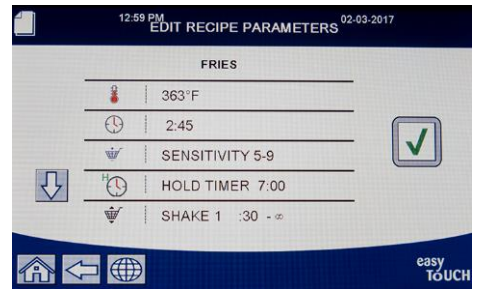 12:59 PM
EDIT RECIPE PARAMETERS
02-03-2017
FRIES
363°F
2:45
SENSITIVITY 5-9
H
HOLD TIMER 7:00
SHAKE 1 :30 - ∞
easy
TOUCH